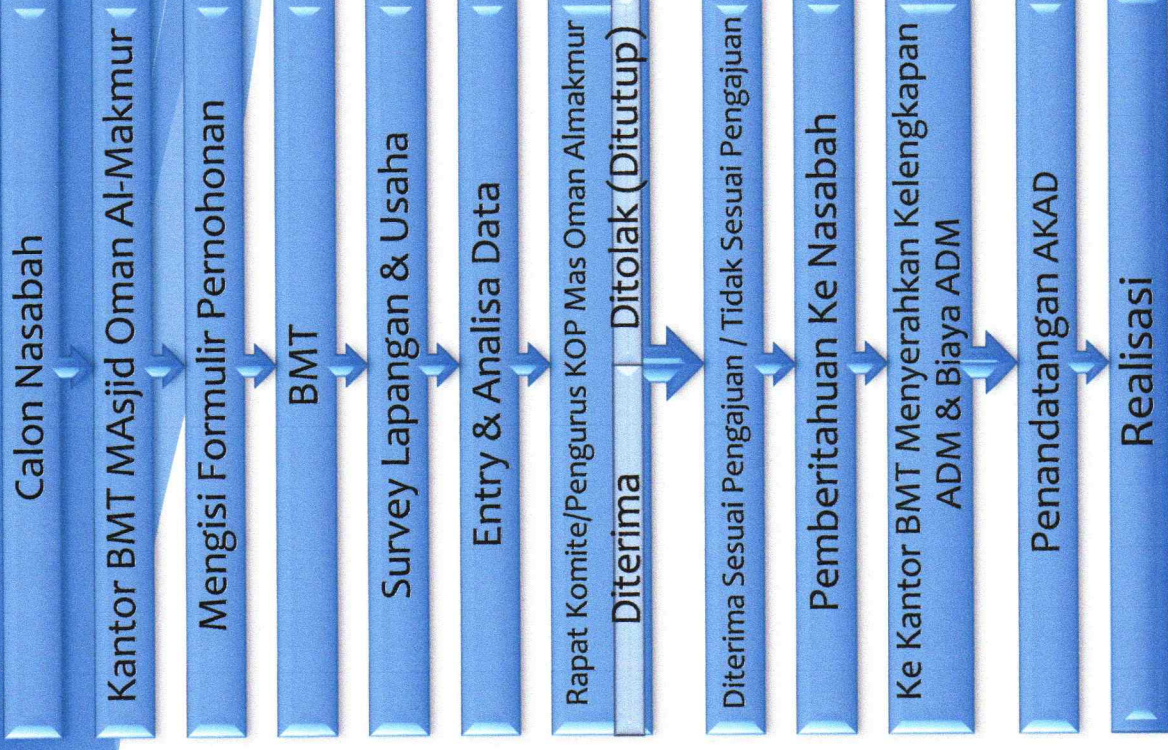 Calon Nasabah
Kantor BMT MAsjid Oman Al-Makmur
Mengisi Formulir Permohonan
BMT
Survey Lapangan & Usaha
Entry & Analisa Data
Rapat Komite/Pengurus KOP Mas Oman Almakmur
Diterima
Ditolak (Ditutup)
Diterima Sesuai Pengajuan / Tidak Sesuai Pengajuan
Pemberitahuan Ke Nasabah
Ke Kantor BMT Menyerahkan Kelengkapan
ADM & Biaya ADM
Penandatangan AKAD
Realisasi